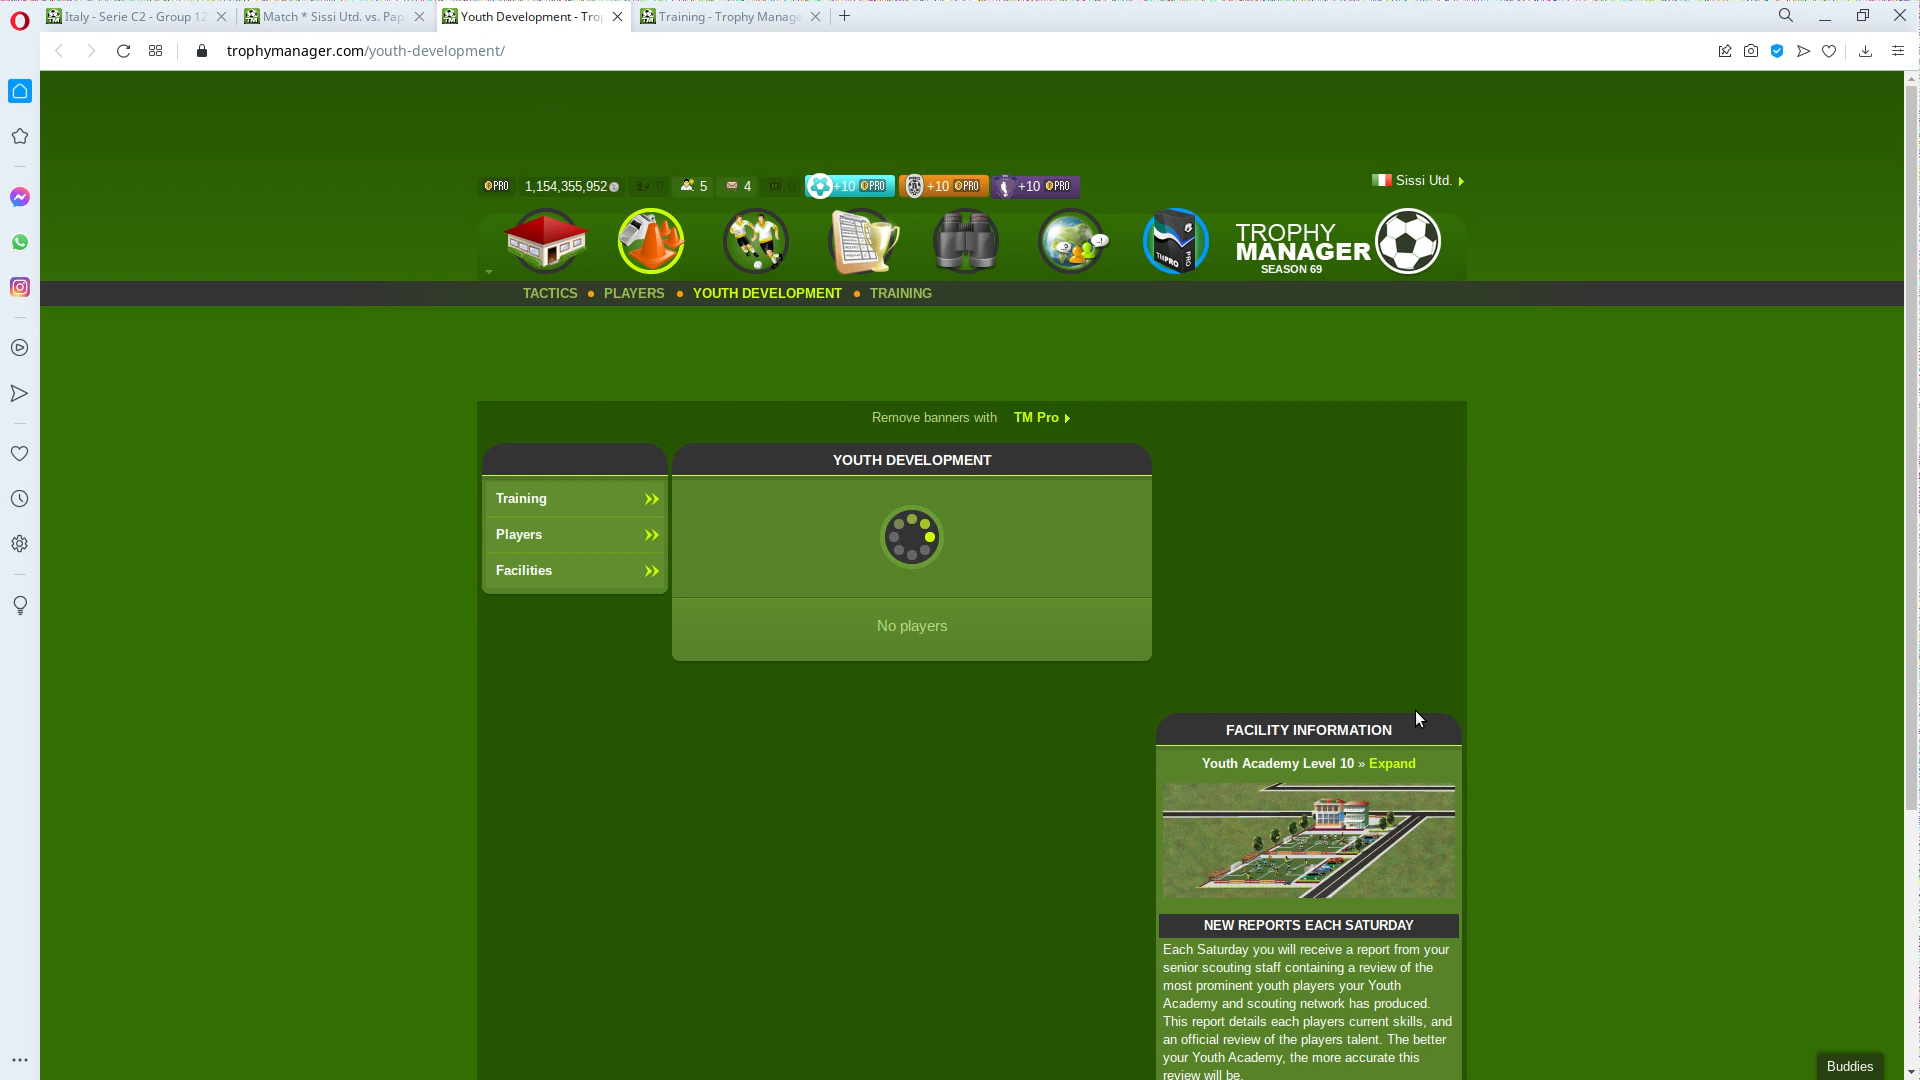 Italy - Serie C2 - Group 12
Match * Sissi Utd. vs. Pap
Youth Development - Tro
Training - Trophy Manage
trophymanager.com/youth-development/
PRO 1,154,355,952 0 5 4 0 +10 PRO +10 PRO +10 PRO
Sissi Utd.
TROPHY
MANAGER
SEASON 69
TACTICS • PLAYERS • YOUTH DEVELOPMENT • TRAINING
Remove banners with TM Pro
YOUTH DEVELOPMENT
Training
Players
Facilities
No players
FACILITY INFORMATION
Youth Academy Level 10 » Expand
NEW REPORTS EACH SATURDAY
Each Saturday you will receive a report from your
senior scouting staff containing a review of the
most prominent youth players your Youth
Academy and scouting network has produced.
This report details each players current skills, and
an official review of the players talent. The better
your Youth Academy, the more accurate this
review will be.
Buddies